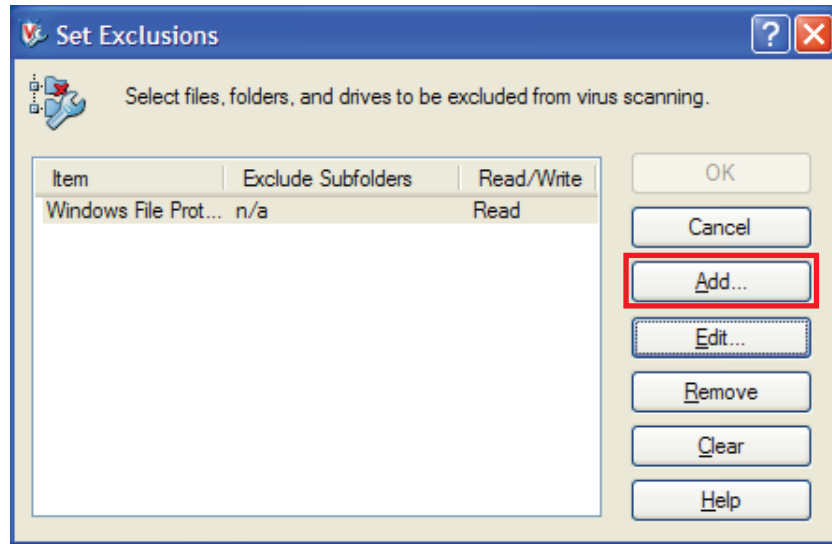 Set Exclusions
Select files, folders, and drives to be excluded from virus scanning.
Item Exclude Subfolders Read/Write
Windows File Prot... n/a Read
OK
Cancel
Add...
Edit...
Remove
Clear
Help